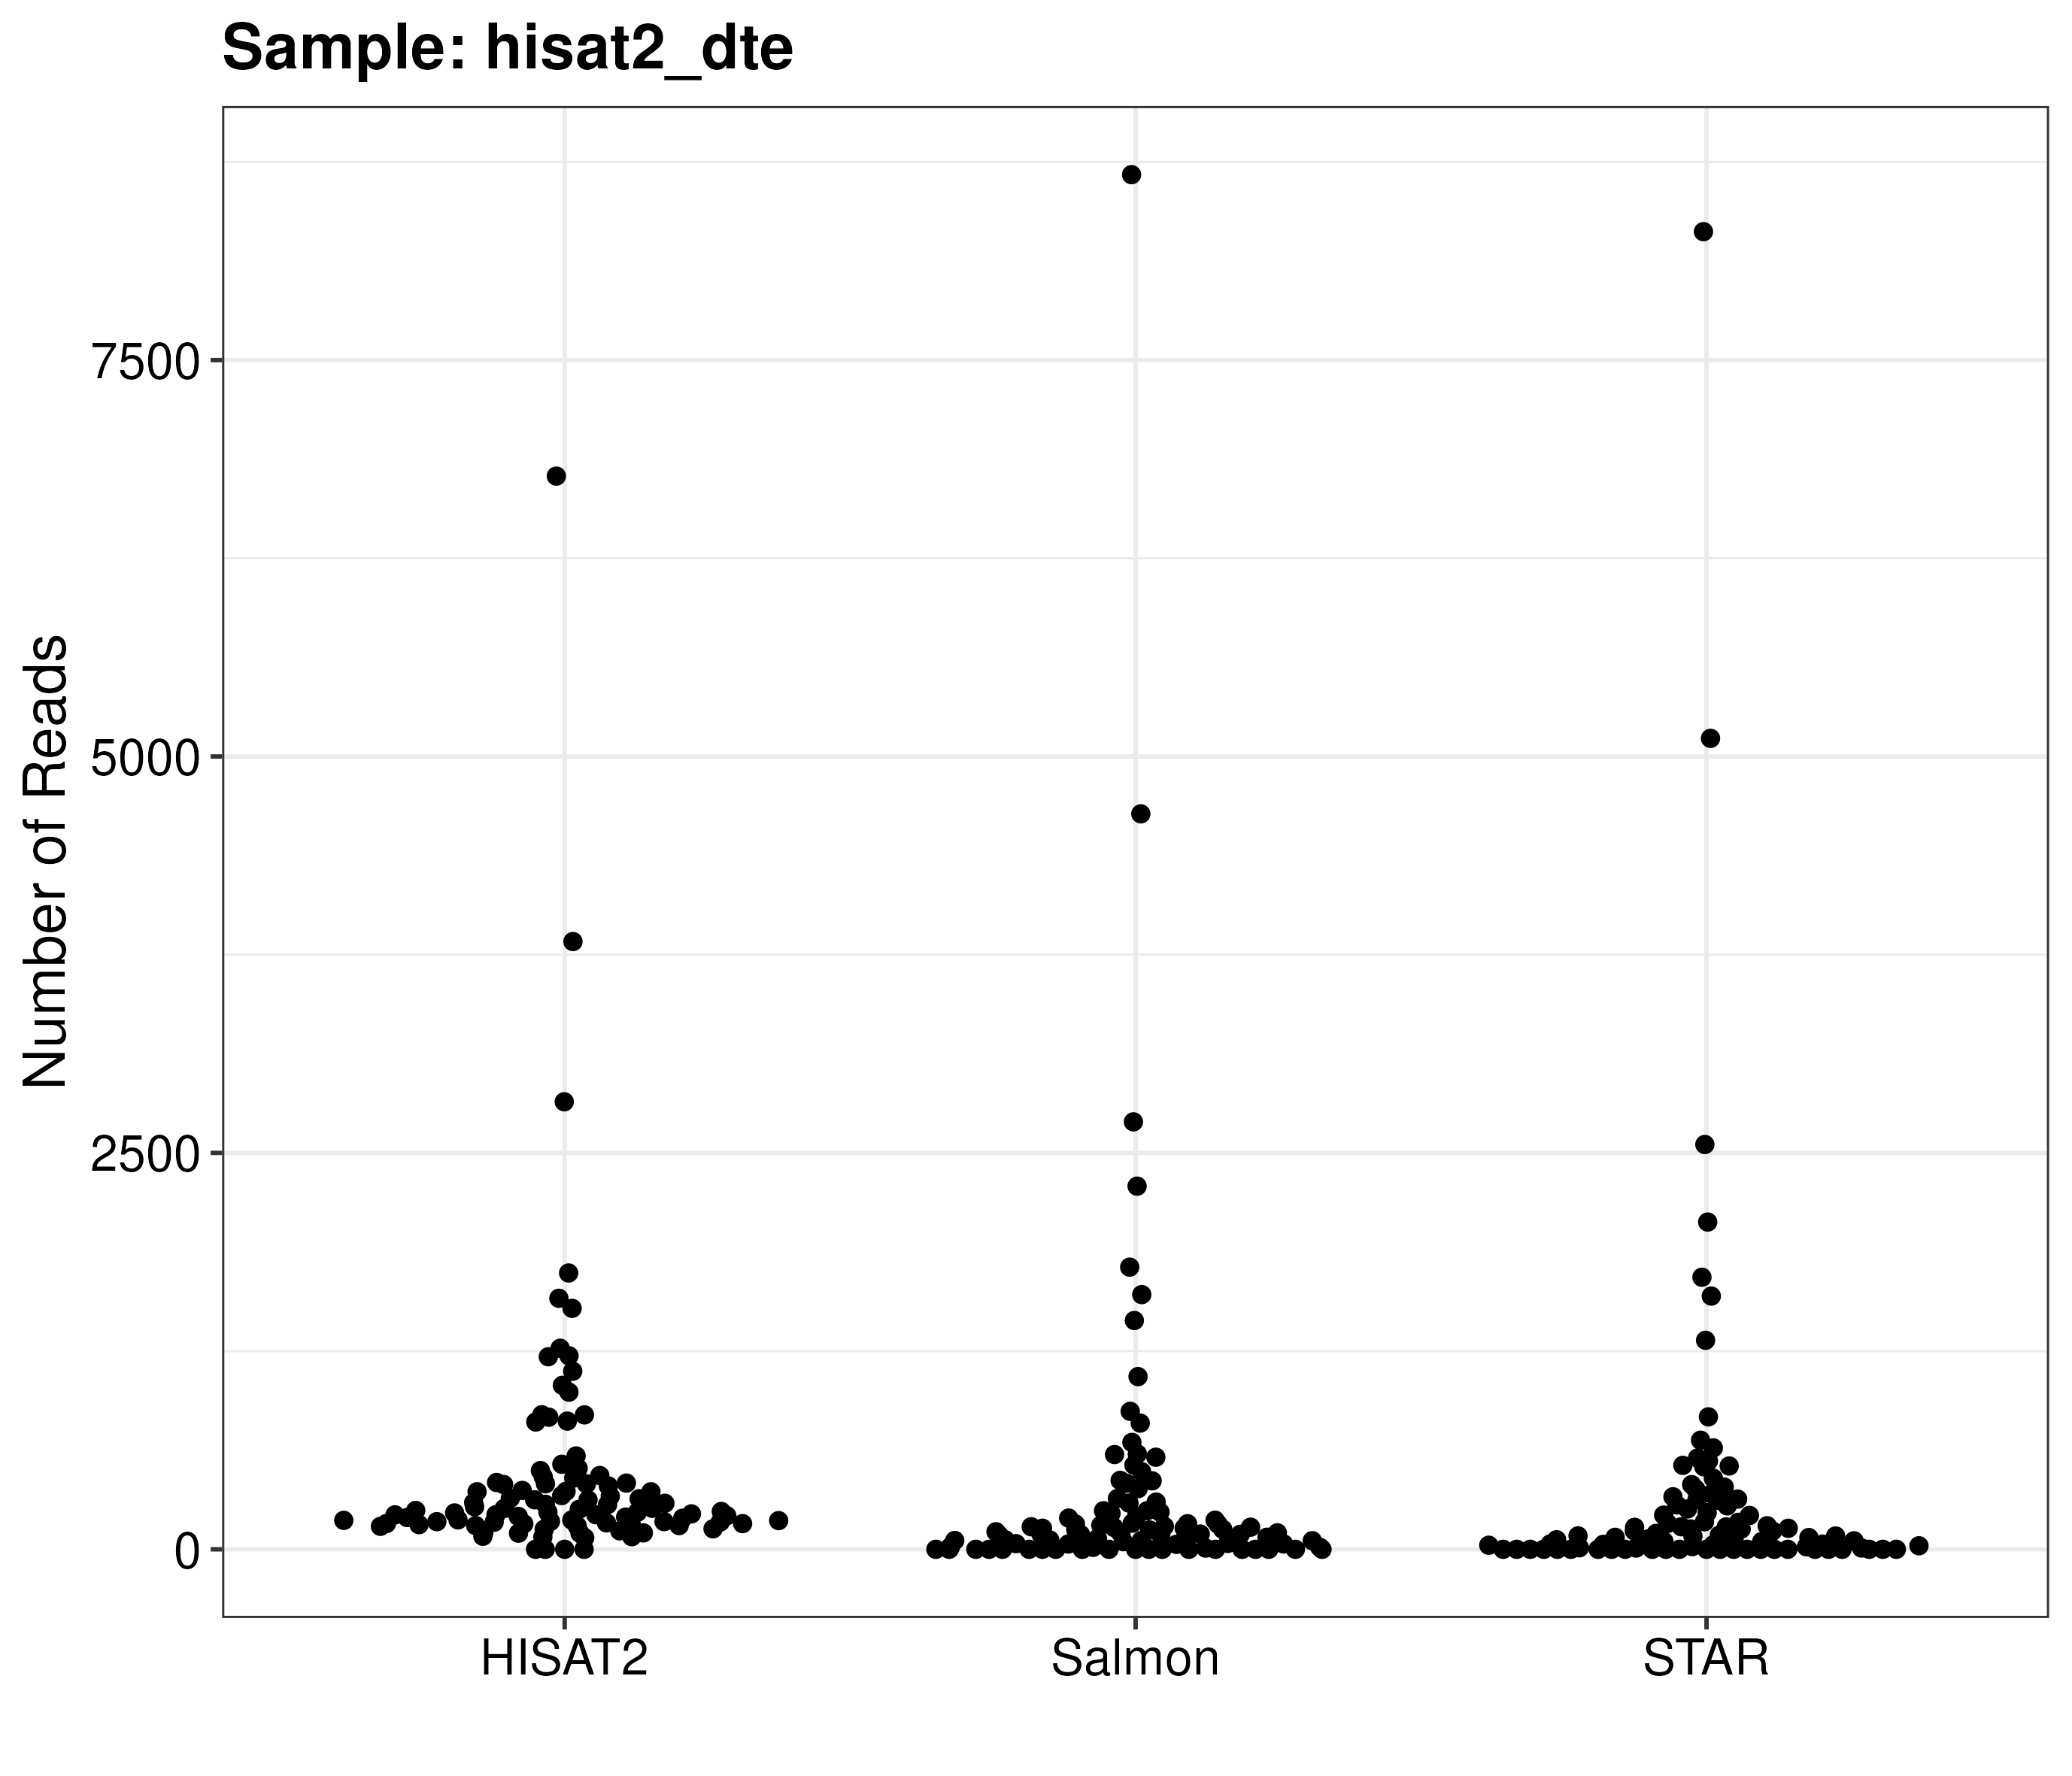 Sample: hisat2_dte
Number of Reads
7500
5000
2500
0
HISAT2 Salmon STAR